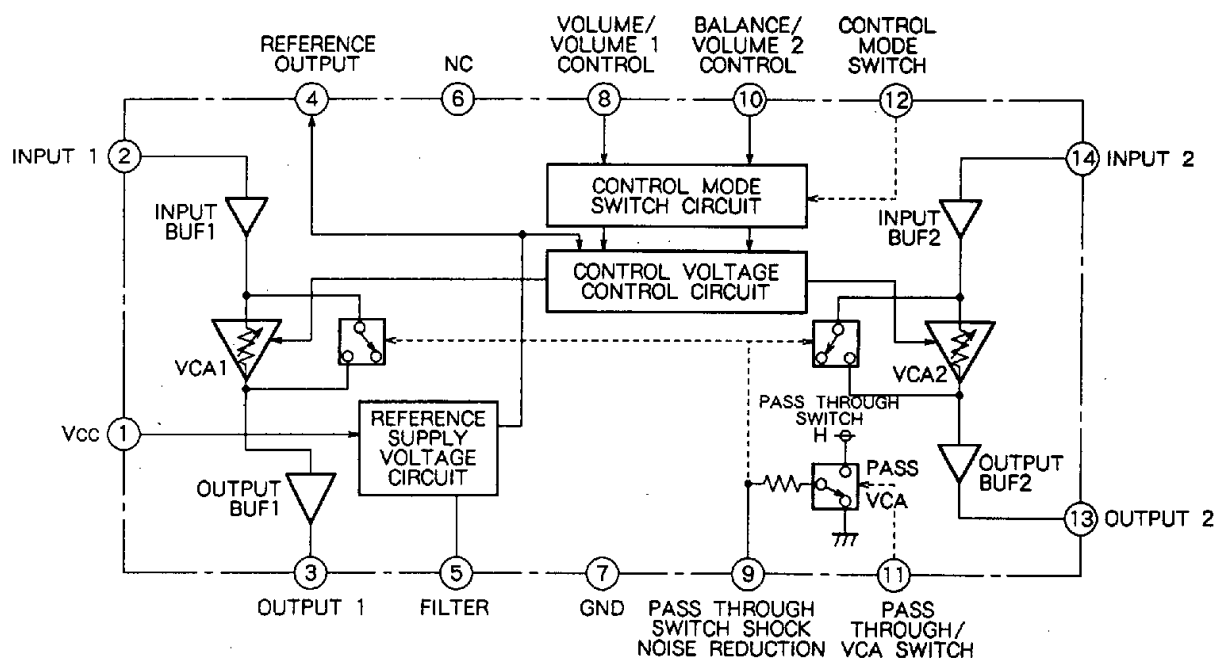 REFERENCE
OUTPUT
NC
VOLUME/
VOLUME 1
CONTROL
BALANCE/
VOLUME 2
CONTROL
CONTROL
MODE
SWITCH
4
6
8
10
12
INPUT 1
2
14
INPUT 2
INPUT
BUF1
CONTROL MODE
SWITCH CIRCUIT
INPUT
BUF2
CONTROL VOLTAGE
CONTROL CIRCUIT
VCA1
VCA2
PASS THROUGH
SWITCH
H
Vcc
1
REFERENCE
SUPPLY
VOLTAGE
CIRCUIT
PASS
VCA
OUTPUT
BUF1
OUTPUT
BUF2
13
OUTPUT 2
3
5
7
9
11
OUTPUT 1
FILTER
GND
PASS THROUGH
SWITCH SHOCK
NOISE REDUCTION
PASS
THROUGH/
VCA SWITCH